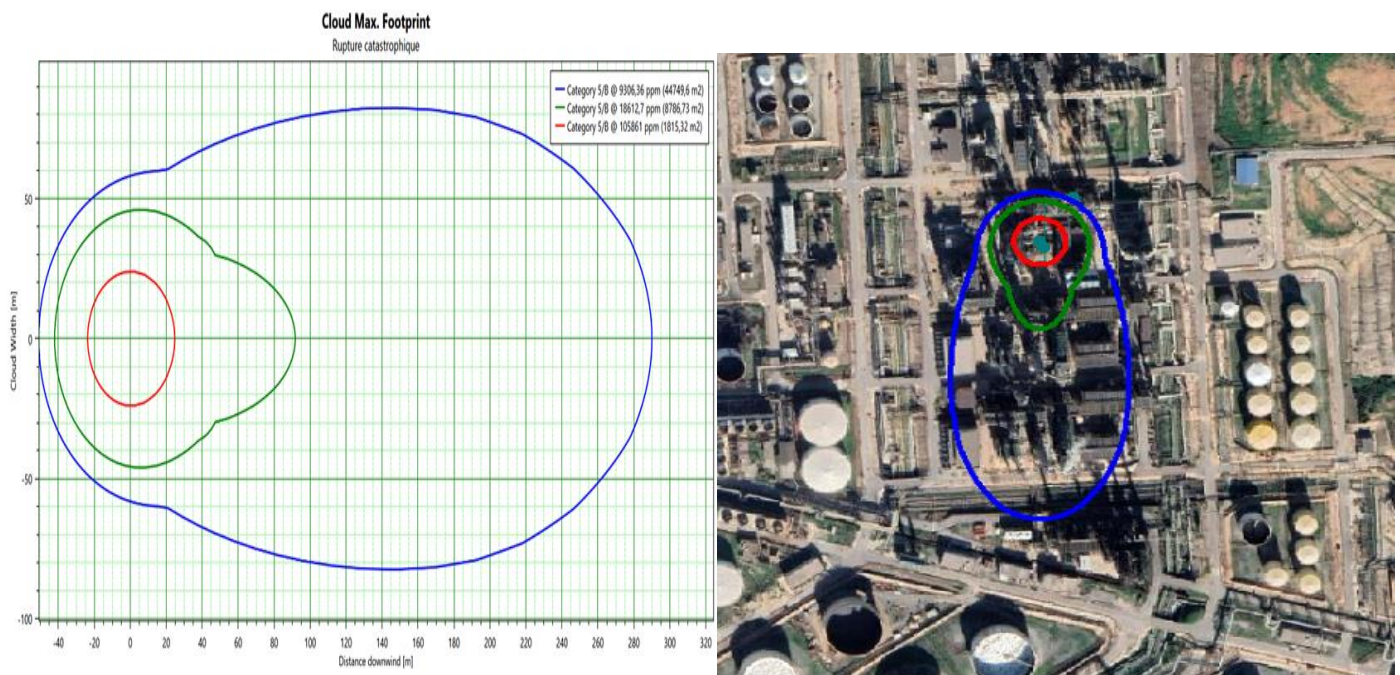 Cloud Max. Footprint
Rupture catastrophique
Category 5/B @ 9306,36 ppm (44749,6 m2)
Category 5/B @ 18612,7 ppm (8786,73 m2)
Category 5/B @ 105861 ppm (1815,32 m2)
Cloud Width [m]
50
0
-50
-100
-40 -20 0 20 40 60 80 100 120 140 160 180 200 220 240 260 280 300 320
Distance downwind [m]